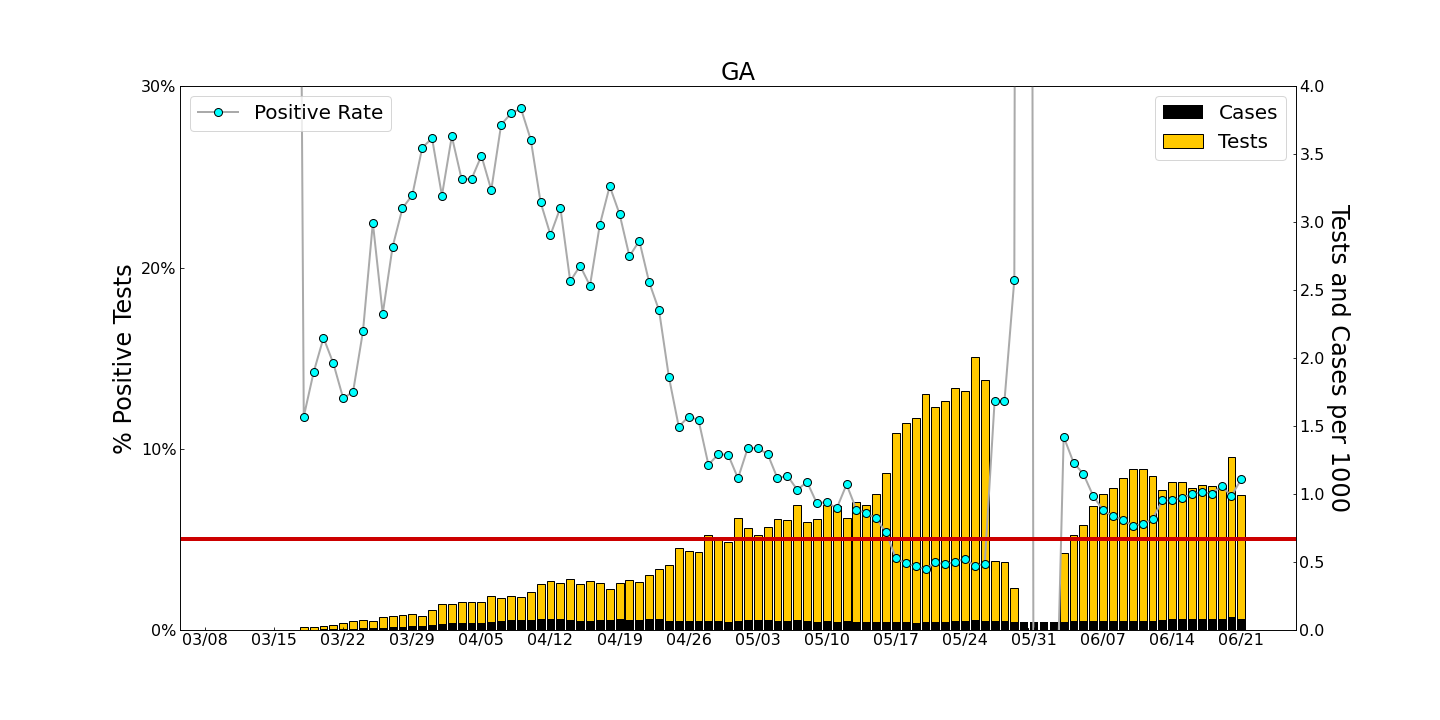 GA
30%
20%
10%
0%
% Positive Tests
Positive Rate
Cases
Tests
4.0
3.5
3.0
2.5
2.0
1.5
1.0
0.5
0.0
Tests and Cases per 1000
03/08 03/15 03/22 03/29 04/05 04/12 04/19 04/26 05/03 05/10 05/17 05/24 05/31 06/07 06/14 06/21